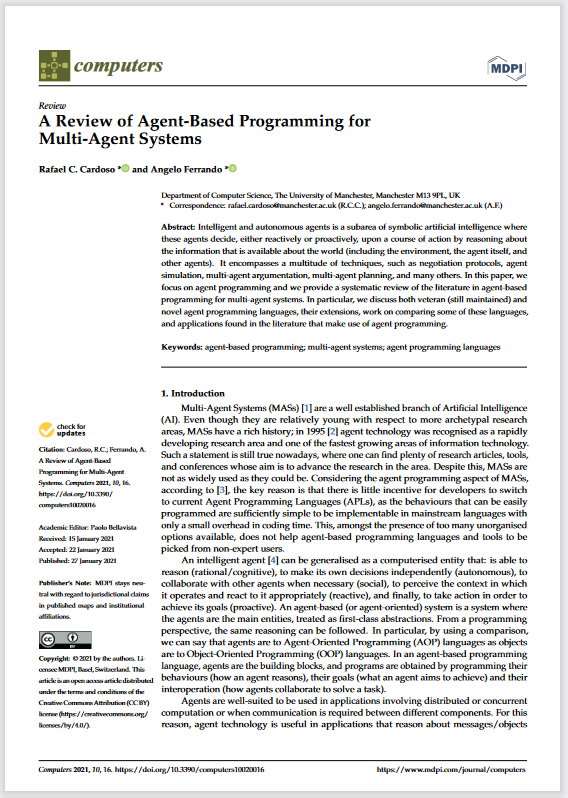 computers
MDPI
Review
A Review of Agent-Based Programming for
Multi-Agent Systems
Rafael C. Cardoso * and Angelo Ferrando *
Department of Computer Science, The University of Manchester, Manchester M13 9PL, UK
* Correspondence: rafael.cardoso@manchester.ac.uk (R.C.C.); angelo.ferrando@manchester.ac.uk (A.F.)
Abstract: Intelligent and autonomous agents is a subarea of symbolic artificial intelligence where
these agents decide, either reactively or proactively, upon a course of action by reasoning about
the information that is available about the world (including the environment, the agent itself, and
other agents). It encompasses a multitude of techniques, such as negotiation protocols, agent
simulation, multi-agent argumentation, multi-agent planning, and many others. In this paper, we
focus on agent programming and we provide a systematic review of the literature in agent-based
programming for multi-agent systems. In particular, we discuss both veteran (still maintained) and
novel agent programming languages, their extensions, work on comparing some of these languages,
and applications found in the literature that make use of agent programming.
Keywords: agent-based programming; multi-agent systems; agent programming languages
1. Introduction
Multi-Agent Systems (MASs) [1] are a well established branch of Artificial Intelligence
(AI). Even though they are relatively young with respect to more archetypal research
areas, MASs have a rich history; in 1995 [2] agent technology was recognised as a rapidly
developing research area and one of the fastest growing areas of information technology.
Such a statement is still true nowadays, where one can find plenty of research articles, tools,
and conferences whose aim is to advance the research in the area. Despite this, MASs are
not as widely used as they could be. Considering the agent programming aspect of MASs,
according to [3], the key reason is that there is little incentive for developers to switch
to current Agent Programming Languages (APLs), as the behaviours that can be easily
programmed are sufficiently simple to be implementable in mainstream languages with
only a small overhead in coding time. This, amongst the presence of too many unorganised
options available, does not help agent-based programming languages and tools to be
picked from non-expert users.
An intelligent agent [4] can be generalised as a computerised entity that: is able to
reason (rational/cognitive), to make its own decisions independently (autonomous), to
collaborate with other agents when necessary (social), to perceive the context in which
it operates and react to it appropriately (reactive), and finally, to take action in order to
achieve its goals (proactive). An agent-based (or agent-oriented) system is a system where
the agents are the main entities, treated as first-class abstractions. From a programming
perspective, the same reasoning can be followed. In particular, by using a comparison,
we can say that agents are to Agent-Oriented Programming (AOP) languages as objects
are to Object-Oriented Programming (OOP) languages. In an agent-based programming
language, agents are the building blocks, and programs are obtained by programming their
behaviours (how an agent reasons), their goals (what an agent aims to achieve) and their
interoperation (how agents collaborate to solve a task).
Agents are well-suited to be used in applications involving distributed or concurrent
computation or when communication is required between different components. For this
reason, agent technology is useful in applications that reason about messages/objects
check for
updates
Citation: Cardoso, R.C.; Ferrando, A.
A Review of Agent-Based
Programming for Multi-Agent
Systems. Computers 2021, 10, 16.
https://doi.org/10.3390/
computers10020016
Academic Editor: Paolo Bellavista
Received: 15 January 2021
Accepted: 22 January 2021
Published: 27 January 2021
Publisher's Note: MDPI stays neu-
tral with regard to jurisdictional claims
in published maps and institutional
affiliations.
cc
BY
Copyright: © 2021 by the authors. Li-
censee MDPI, Basel, Switzerland. This
article is an open access article distributed
under the terms and conditions of the
Creative Commons Attribution (CC BY)
license (https://creativecommons.org/
licenses/by/4.0/).
Computers 2021, 10, 16. https://doi.org/10.3390/computers10020016
https://www.mdpi.com/journal/computers